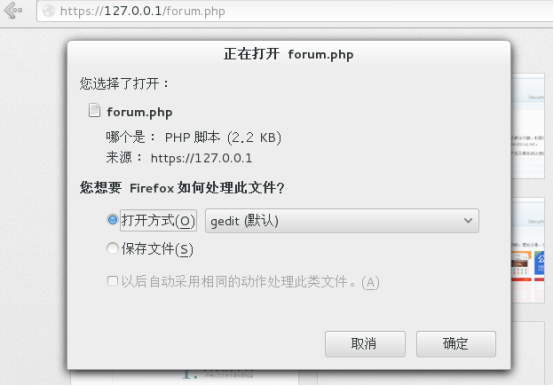 https://127.0.0.1/forum.php
正在打开 forum.php
您选择了打开：
forum.php
哪个是： PHP 脚本 (2.2 KB)
来源： https://127.0.0.1
您想要 Firefox 如何处理此文件?
打开方式(O)
gedit (默认)
保存文件(S)
以后自动采用相同的动作处理此类文件。(A)
取消
确定